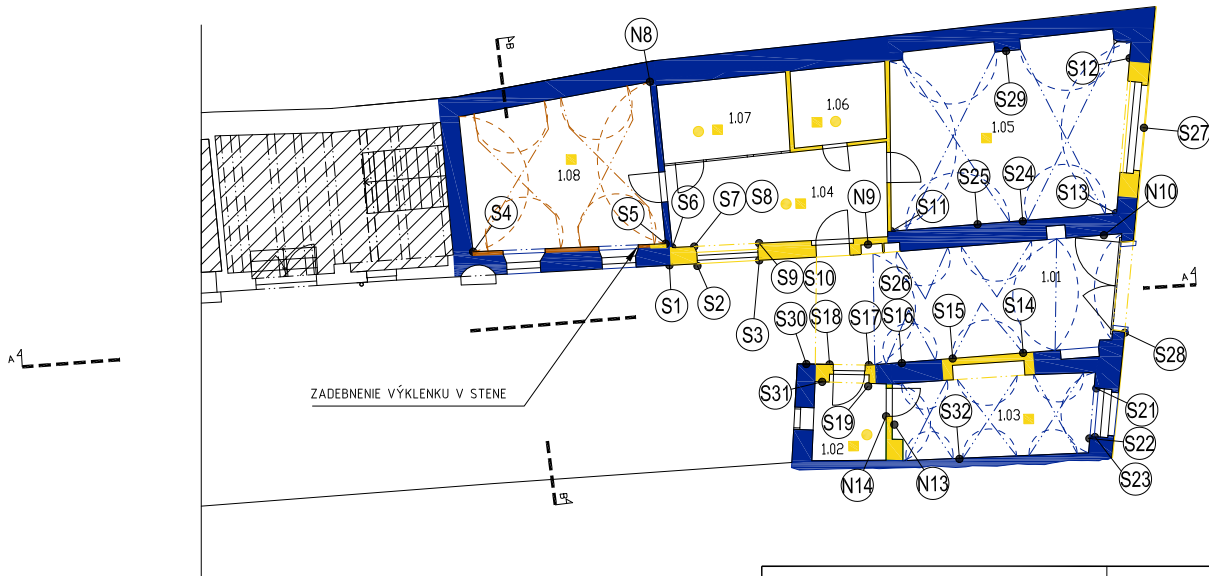 B
N8
S12
1.06
1.07
S29
1.05
S27
1.08
S25
S24
S13
N10
S4
S5
S6
S7
S8
1.04
N9
S11
S1
S2
S3
S9
S10
S26
1.01
A
S30
S18
S17
S16
S15
S14
S28
A
ZADEBNENIE VÝKLENKU V STENE
S31
S19
S32
1.03
S21
S22
1.02
S23
N14
N13
B